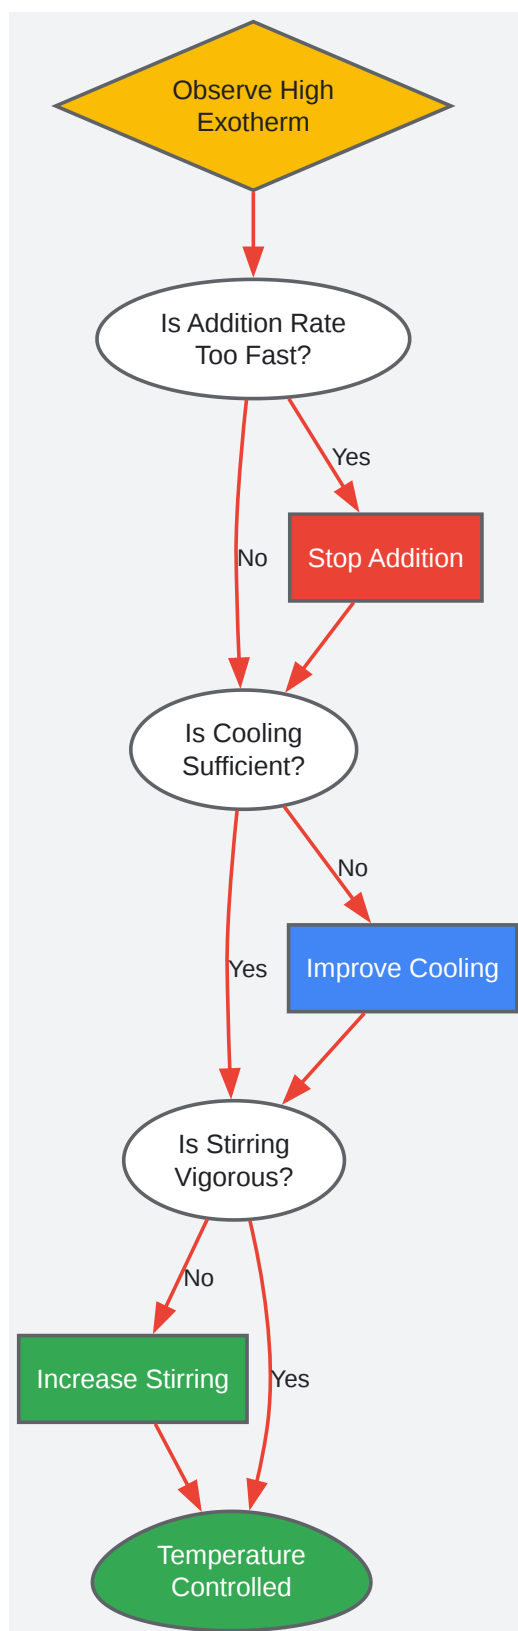 Observe High
Exotherm
Is Addition Rate
Too Fast?
Yes
No
Stop Addition
Is Cooling
Sufficient?
No
Yes
Improve Cooling
Is Stirring
Vigorous?
No
Increase Stirring
Yes
Temperature
Controlled